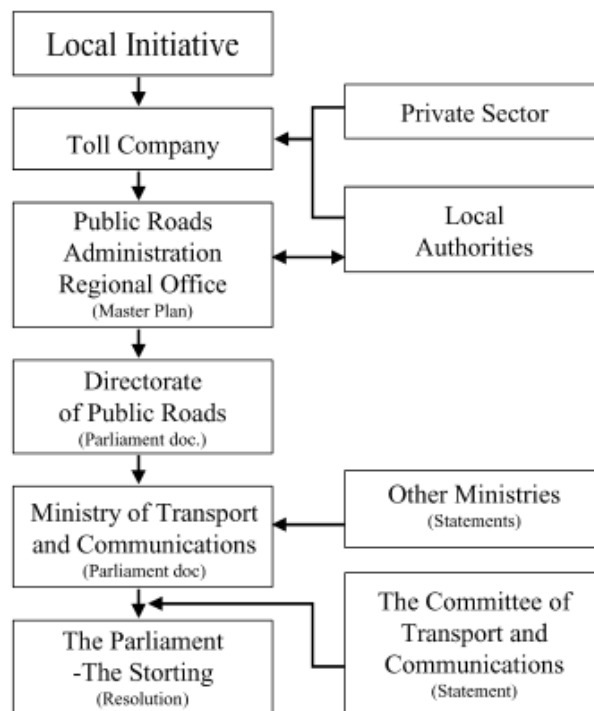 Local Initiative
Toll Company
Private Sector
Public Roads
Administration
Regional Office
(Master Plan)
Local
Authorities
Directorate
of Public Roads
(Parliament doc.)
Ministry of Transport
and Communications
(Parliament doc)
Other Ministries
(Statements)
The Parliament
-The Storting
(Resolution)
The Committee of
Transport and
Communications
(Statement)